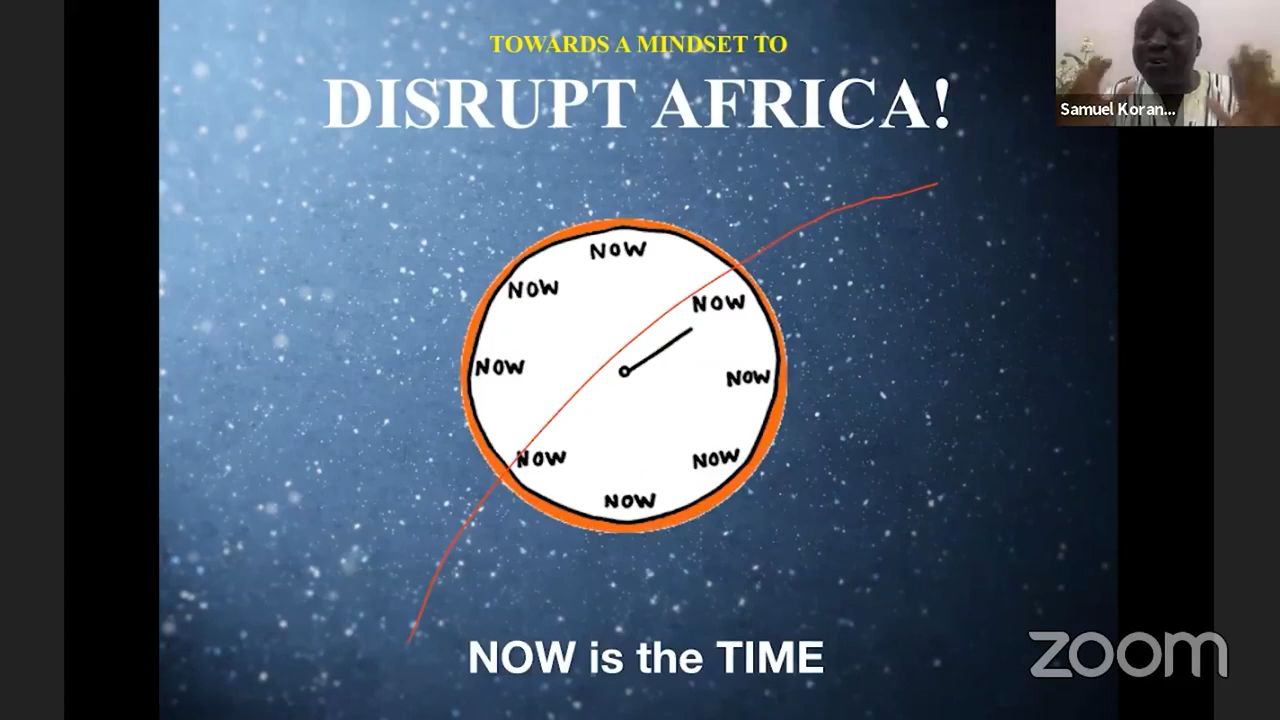 TOWARDS A MINDSET TO
DISRUPT AFRICA!
Samuel Koran...
NOW
NOW
NOW
NOW
NOW
NOW
NOW
NOW
NOW is the TIME
zoom